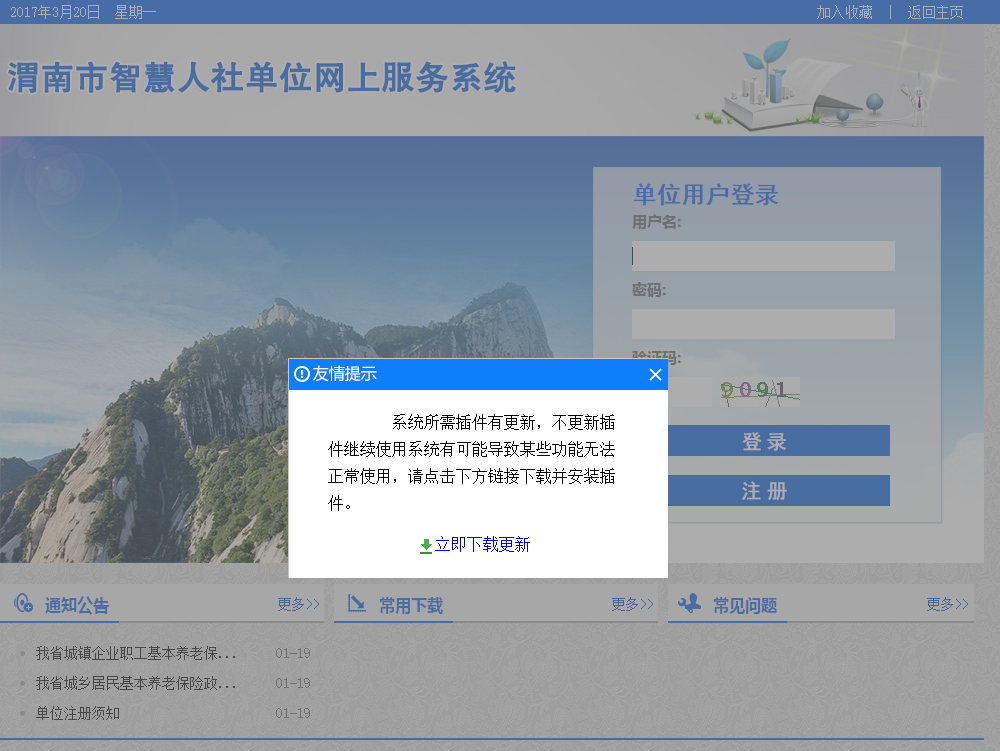 2017年3月20日 星期一 加入收藏 | 返回主页
渭南市智慧人社单位网上服务系统
单位用户登录
用户名:
密码:
验证码:
9091
登 录
注 册
友情提示
系统所需插件有更新，不更新插
件继续使用系统有可能导致某些功能无法
正常使用，请点击下方链接下载并安装插
件。
立即下载更新
通知公告 更多>>
我省城镇企业职工基本养老保... 01-19
我省城乡居民基本养老保险政... 01-19
单位注册须知 01-19
常用下载 更多>>
常见问题 更多>>